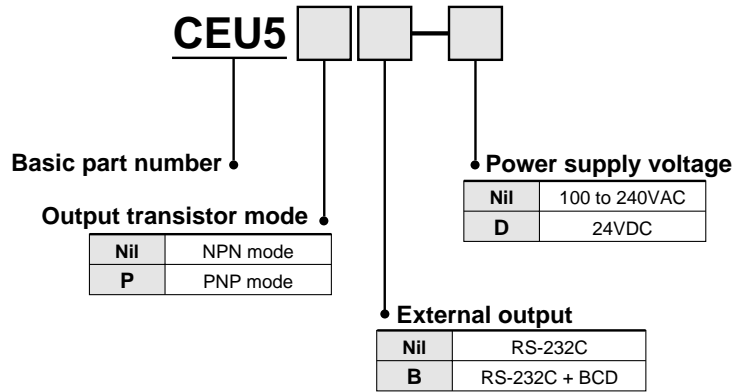 CEU5 -
Basic part number
Power supply voltage
Nil 100 to 240VAC
D 24VDC
Output transistor mode
Nil NPN mode
P PNP mode
External output
Nil RS-232C
B RS-232C + BCD